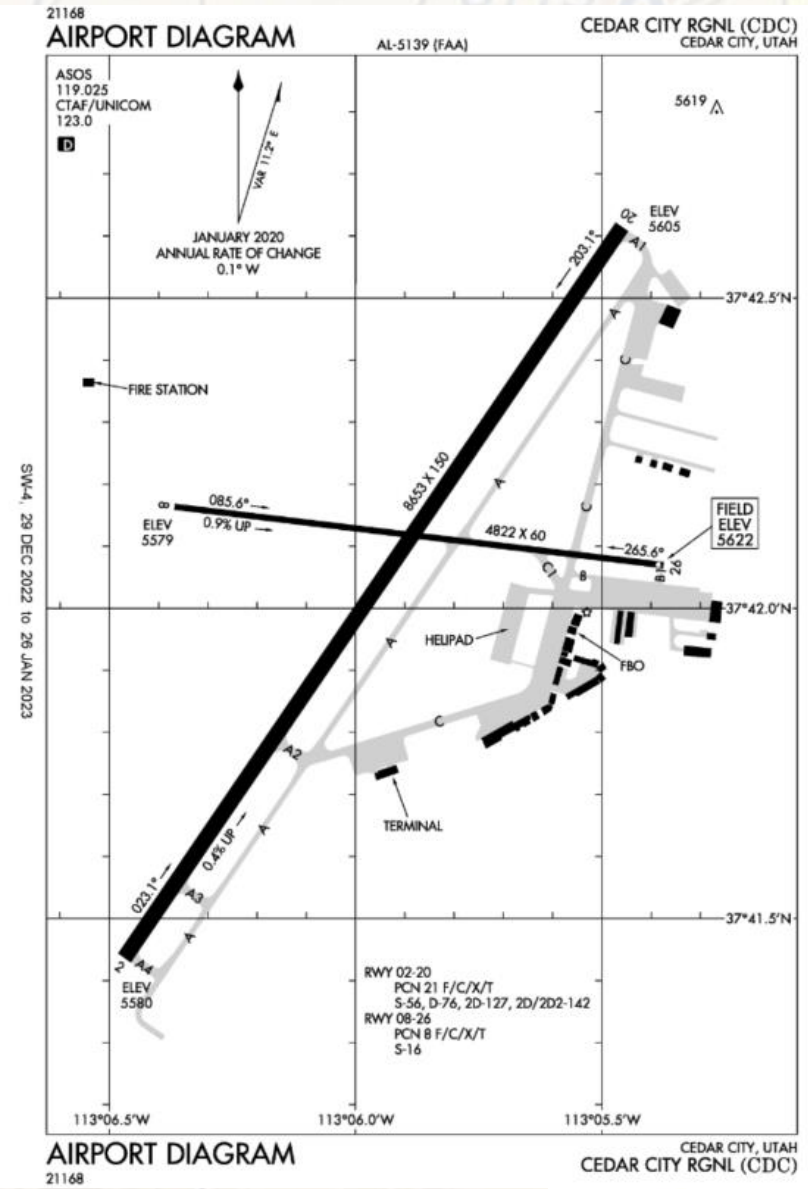 21168
AIRPORT DIAGRAM
AL-5139 (FAA)
CEDAR CITY RGNL (CDC)
CEDAR CITY, UTAH
ASOS
119.025
CTAF/UNICOM
123.0
D
VAR 11.2° E
JANUARY 2020
ANNUAL RATE OF CHANGE
0.1° W
5619
20
ELEV
5605
A1
203.1°
37°42.5'N
A
C
FIRE STATION
8653 X 150
A
C
8
085.6°
0.9% UP
ELEV
5579
4822 X 60
265.6°
FIELD
ELEV
5622
26
B1
C1
B
37°42.0'N
HELIPAD
A
FBO
C
A2
TERMINAL
A
0.4% UP
023.1°
A3
A
37°41.5'N
2
A4
ELEV
5580
RWY 02-20
PCN 21 F/C/X/T
S-56, D-76, 2D-127, 2D/2D2-142
RWY 08-26
PCN 8 F/C/X/T
S-16
113°06.5'W
113°06.0'W
113°05.5'W
SW-4, 29 DEC 2022 to 26 JAN 2023
AIRPORT DIAGRAM
21168
CEDAR CITY, UTAH
CEDAR CITY RGNL (CDC)